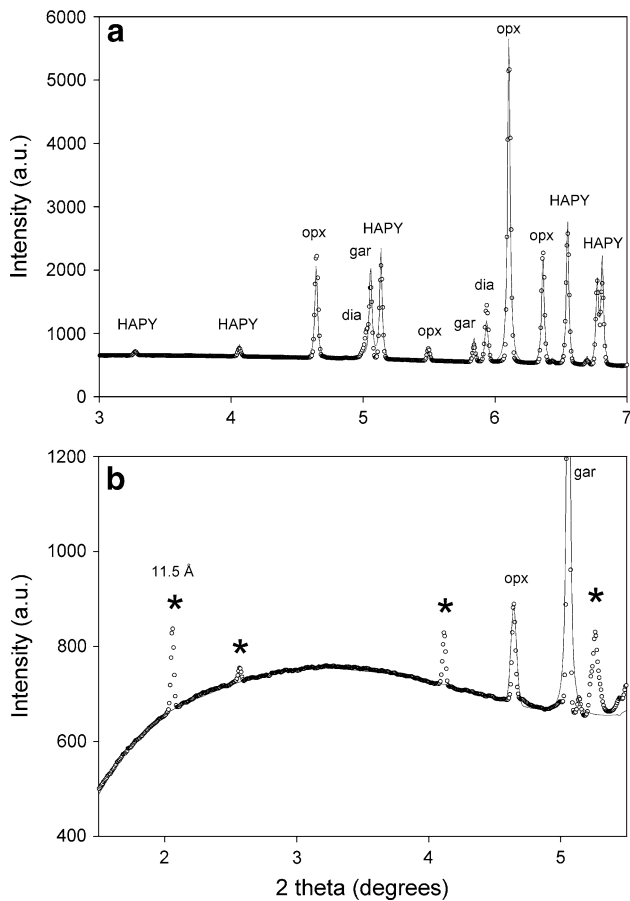 a
6000
5000
4000
3000
2000
1000
0
Intensity (a.u.)
HAPY
HAPY
opx
dia
gar
HAPY
opx
gar
dia
opx
opx
HAPY
HAPY
3
4
5
6
7
b
1200
1000
800
600
400
Intensity (a.u.)
11.5 Å
*
*
*
opx
gar
*
2
3
4
5
2 theta (degrees)